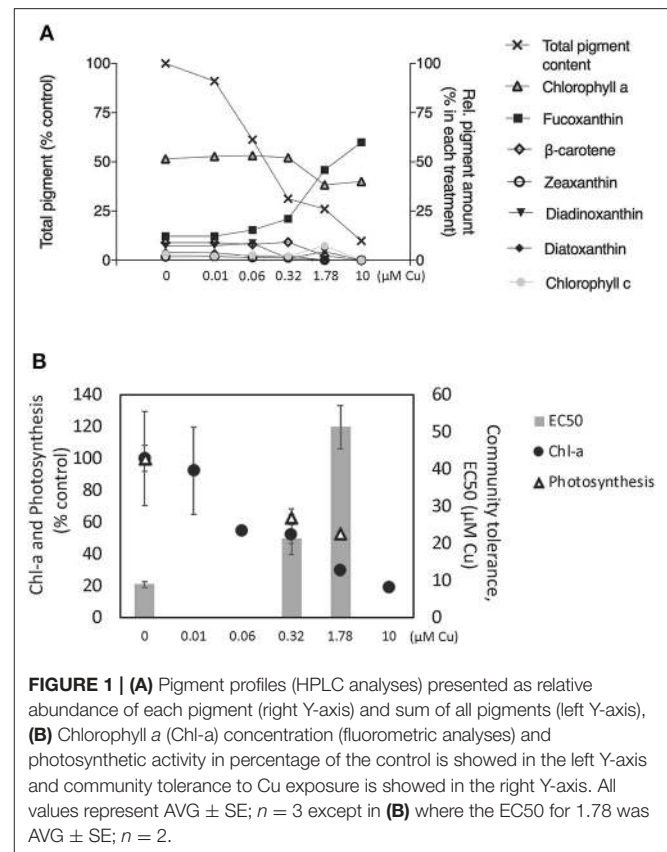 A
Total pigment (% control)
100
75
50
25
0
100
75
50
25
0
Rel. pigment amount
(% in each treatment)
0 0.01 0.06 0.32 1.78 10 (μM Cu)
Total pigment
content
Chlorophyll a
Fucoxanthin
β-carotene
Zeaxanthin
Diadinoxanthin
Diatoxanthin
Chlorophyll c
B
Chl-a and Photosynthesis
(% control)
140
120
100
80
60
40
20
0
60
50
40
30
20
10
0
Community tolerance,
EC50 (μM Cu)
0 0.01 0.06 0.32 1.78 10 (μM Cu)
EC50
Chl-a
Photosynthesis
FIGURE 1 | (A) Pigment profiles (HPLC analyses) presented as relative
abundance of each pigment (right Y-axis) and sum of all pigments (left Y-axis),
(B) Chlorophyll a (Chl-a) concentration (fluorometric analyses) and
photosynthetic activity in percentage of the control is showed in the left Y-axis
and community tolerance to Cu exposure is showed in the right Y-axis. All
values represent AVG ± SE; n = 3 except in (B) where the EC50 for 1.78 was
AVG ± SE; n = 2.